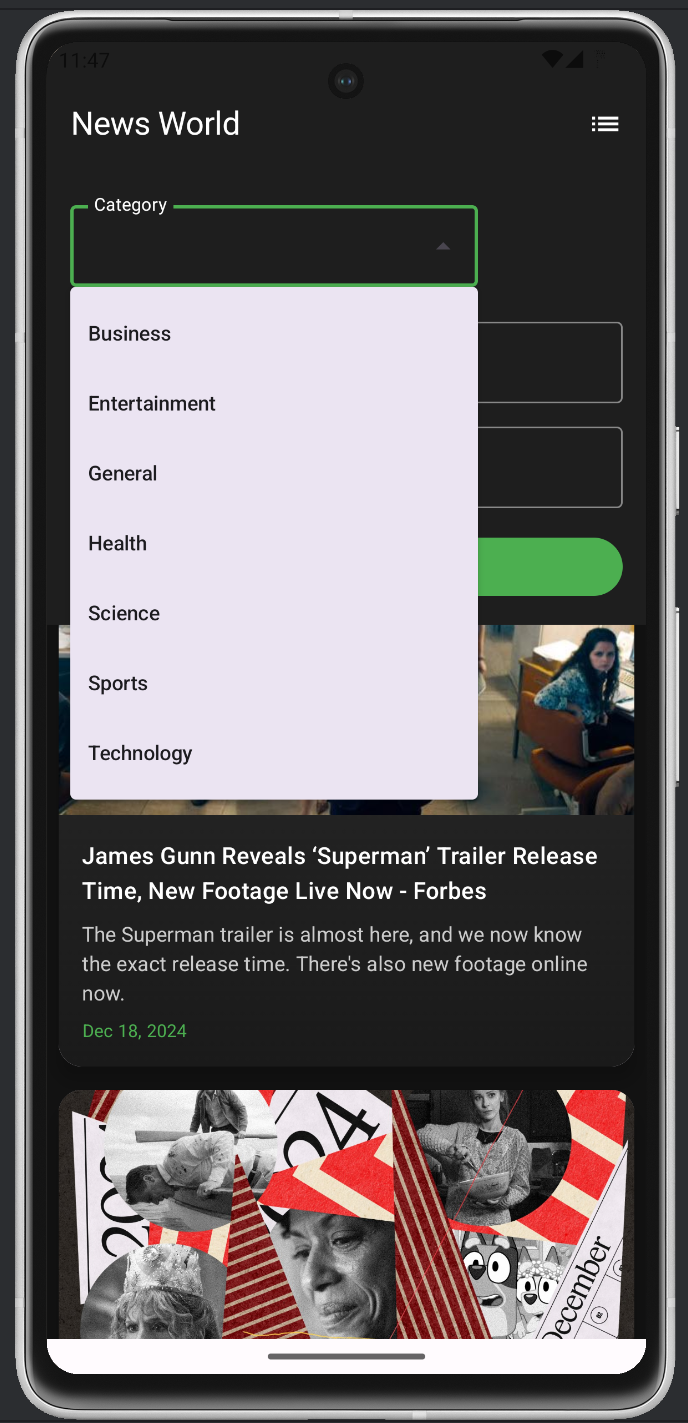 11:47
News World
Category
Business
Entertainment
General
Health
Science
Sports
Technology
James Gunn Reveals ‘Superman’ Trailer Release
Time, New Footage Live Now - Forbes
The Superman trailer is almost here, and we now know
the exact release time. There's also new footage online
now.
Dec 18, 2024
24
December